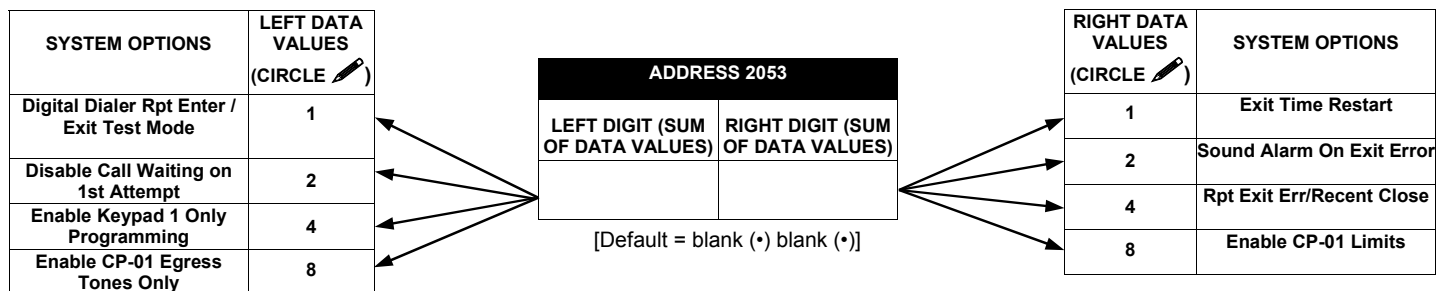 SYSTEM OPTIONS
LEFT DATA
VALUES
(CIRCLE ✎)
Digital Dialer Rpt Enter /
Exit Test Mode
1
Disable Call Waiting on
1st Attempt
2
Enable Keypad 1 Only
Programming
4
Enable CP-01 Egress
Tones Only
8
ADDRESS 2053
LEFT DIGIT (SUM
OF DATA VALUES)
RIGHT DIGIT (SUM
OF DATA VALUES)
[Default = blank (•) blank (•)]
RIGHT DATA
VALUES
(CIRCLE ✎)
SYSTEM OPTIONS
1
Exit Time Restart
2
Sound Alarm On Exit Error
4
Rpt Exit Err/Recent Close
8
Enable CP-01 Limits